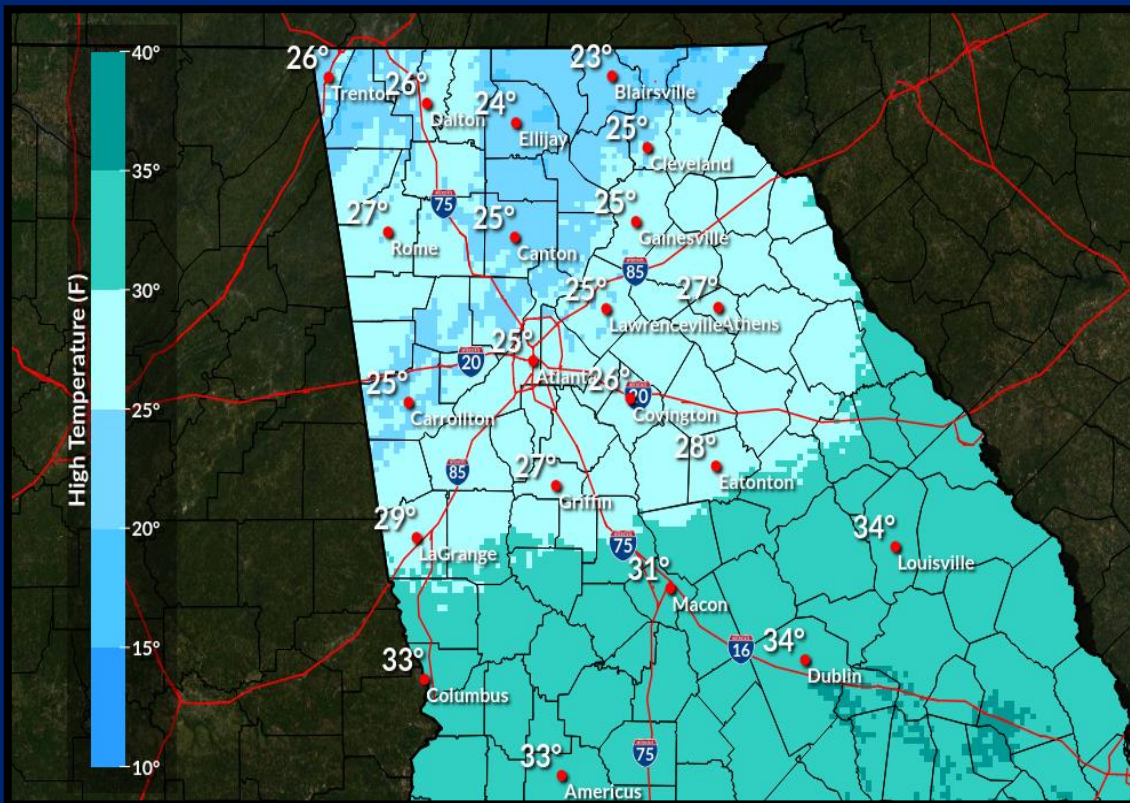 High Temperature (F)
40°
35°
30°
25°
20°
15°
10°
26°
Trenton
26°
Dalton
24°
Ellijay
23°
Blairsville
25°
Cleveland
75
27°
Rome
25°
Canton
25°
Gainesville
85
25°
Lawrenceville
27°
Athens
25°
Atlanta
20
25°
Carrollton
26°
20
Covington
85
27°
Griffin
28°
Eatonton
29°
LaGrange
75
31°
Macon
34°
Louisville
16
34°
Dublin
33°
Columbus
75
33°
Americus